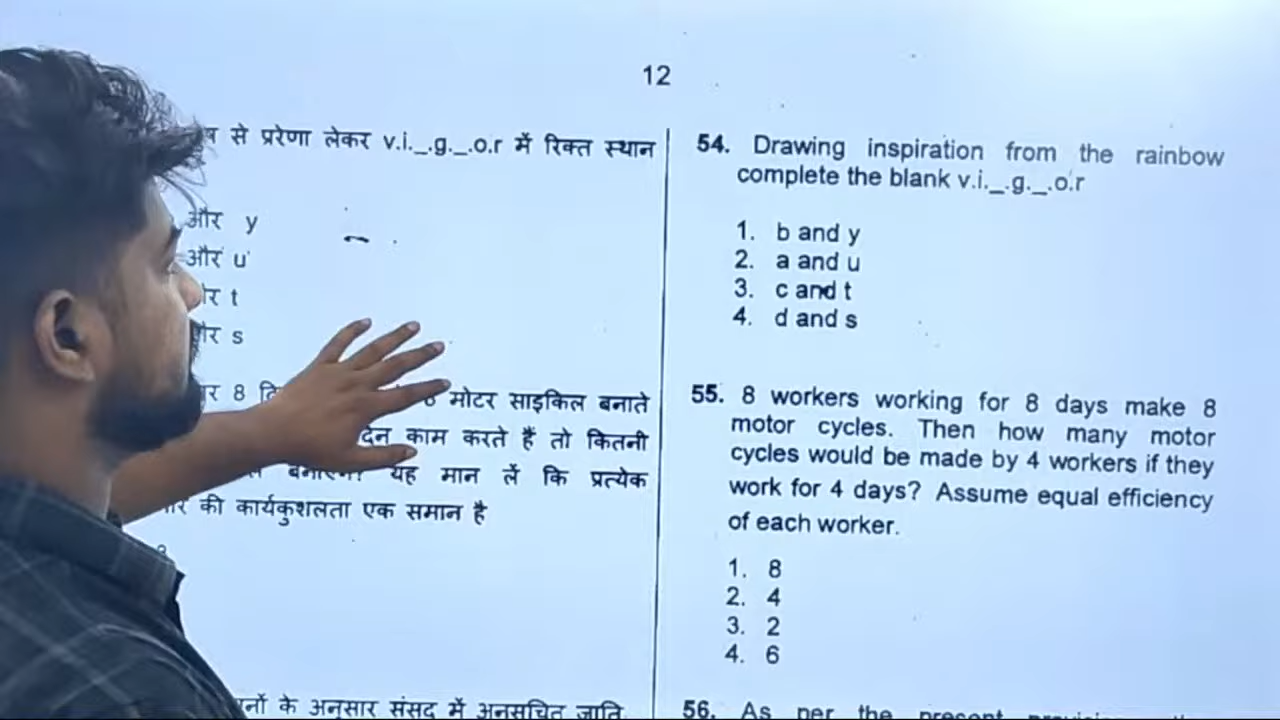 12
से प्ररेणा लेकर v.i._.g._.o.r में रिक्त स्थान
और y
और u
र t
र s
8 मोटर साइकिल बनाते
काम करते हैं तो कितनी
यह मान लें कि प्रत्येक
की कार्यकुशलता एक समान है
के अनुसार संसद में अनुसूचित जाति
54. Drawing inspiration from the rainbow
complete the blank v.i._.g._.o.r
1. b and y
2. a and u
3. c and t
4. d and s
55. 8 workers working for 8 days make 8
motor cycles. Then how many motor
cycles would be made by 4 workers if they
work for 4 days? Assume equal efficiency
of each worker.
1. 8
2. 4
3. 2
4. 6
56. As per the present